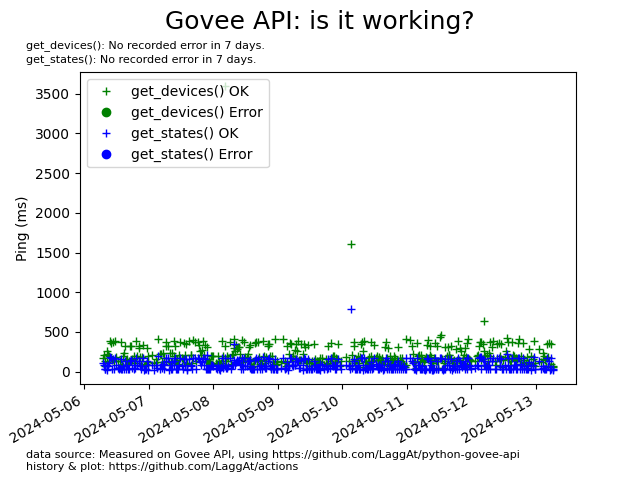 Govee API: is it working?
get_devices(): No recorded error in 7 days.
get_states(): No recorded error in 7 days.
get_devices() OK
get_devices() Error
get_states() OK
get_states() Error
Ping (ms)
3500
3000
2500
2000
1500
1000
500
0
2024-05-06
2024-05-07
2024-05-08
2024-05-09
2024-05-10
2024-05-11
2024-05-12
2024-05-13
data source: Measured on Govee API, using https://github.com/LaggAt/python-govee-api
history & plot: https://github.com/LaggAt/actions